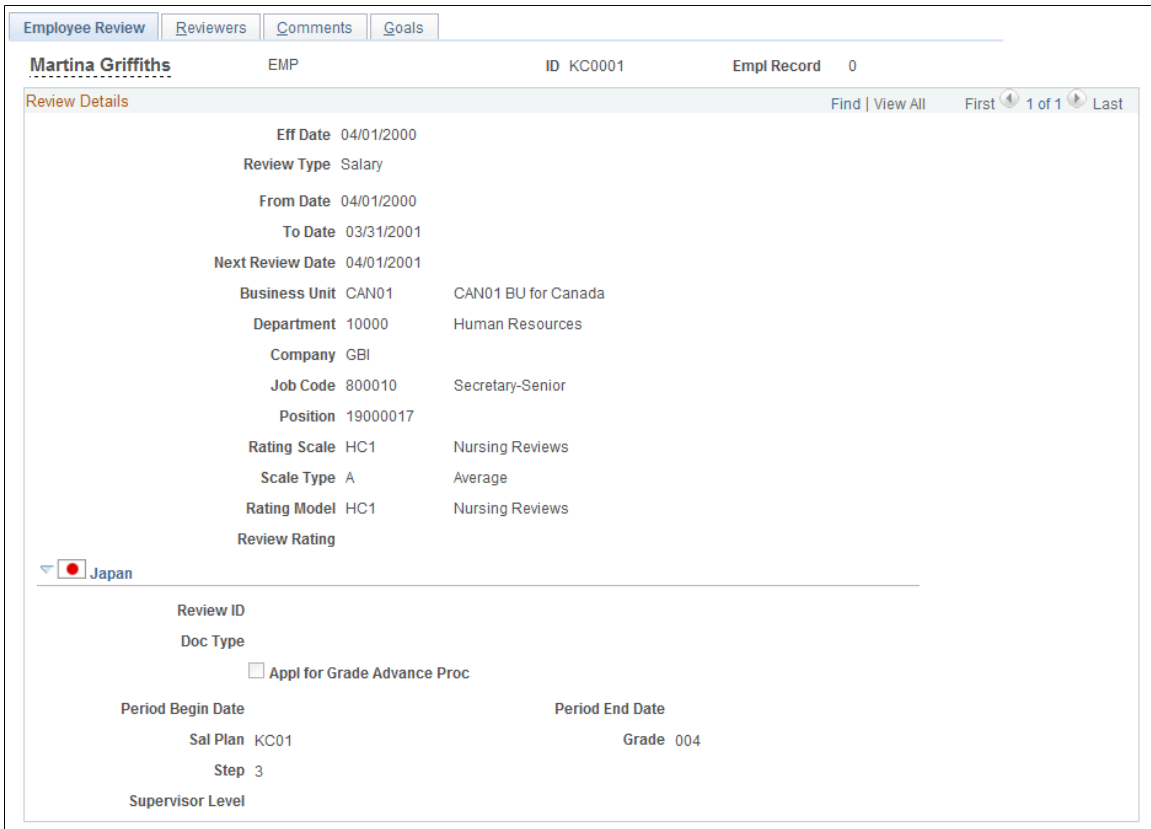 Employee Review Reviewers Comments Goals
Martina Griffiths EMP ID KC0001 Empl Record 0
Review Details Find | View All First 1 of 1 Last
Eff Date 04/01/2000
Review Type Salary
From Date 04/01/2000
To Date 03/31/2001
Next Review Date 04/01/2001
Business Unit CAN01 CAN01 BU for Canada
Department 10000 Human Resources
Company GBI
Job Code 800010 Secretary-Senior
Position 19000017
Rating Scale HC1 Nursing Reviews
Scale Type A Average
Rating Model HC1 Nursing Reviews
Review Rating
Japan
Review ID
Doc Type
Appl for Grade Advance Proc
Period Begin Date Period End Date
Sal Plan KC01 Grade 004
Step 3
Supervisor Level